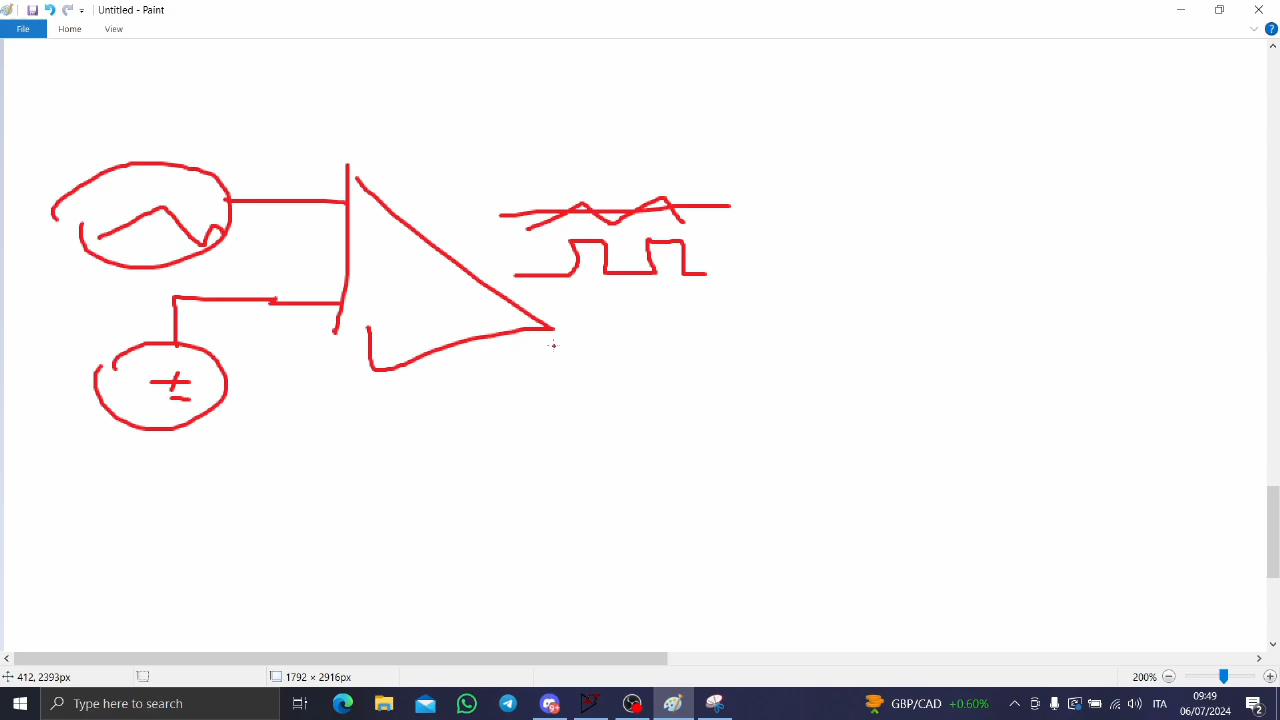 Untitled - Paint
File Home View
+
412, 2393px
1792 × 2916px
200%
Type here to search
GBP/CAD +0.60%
ITA
09:49
06/07/2024
2